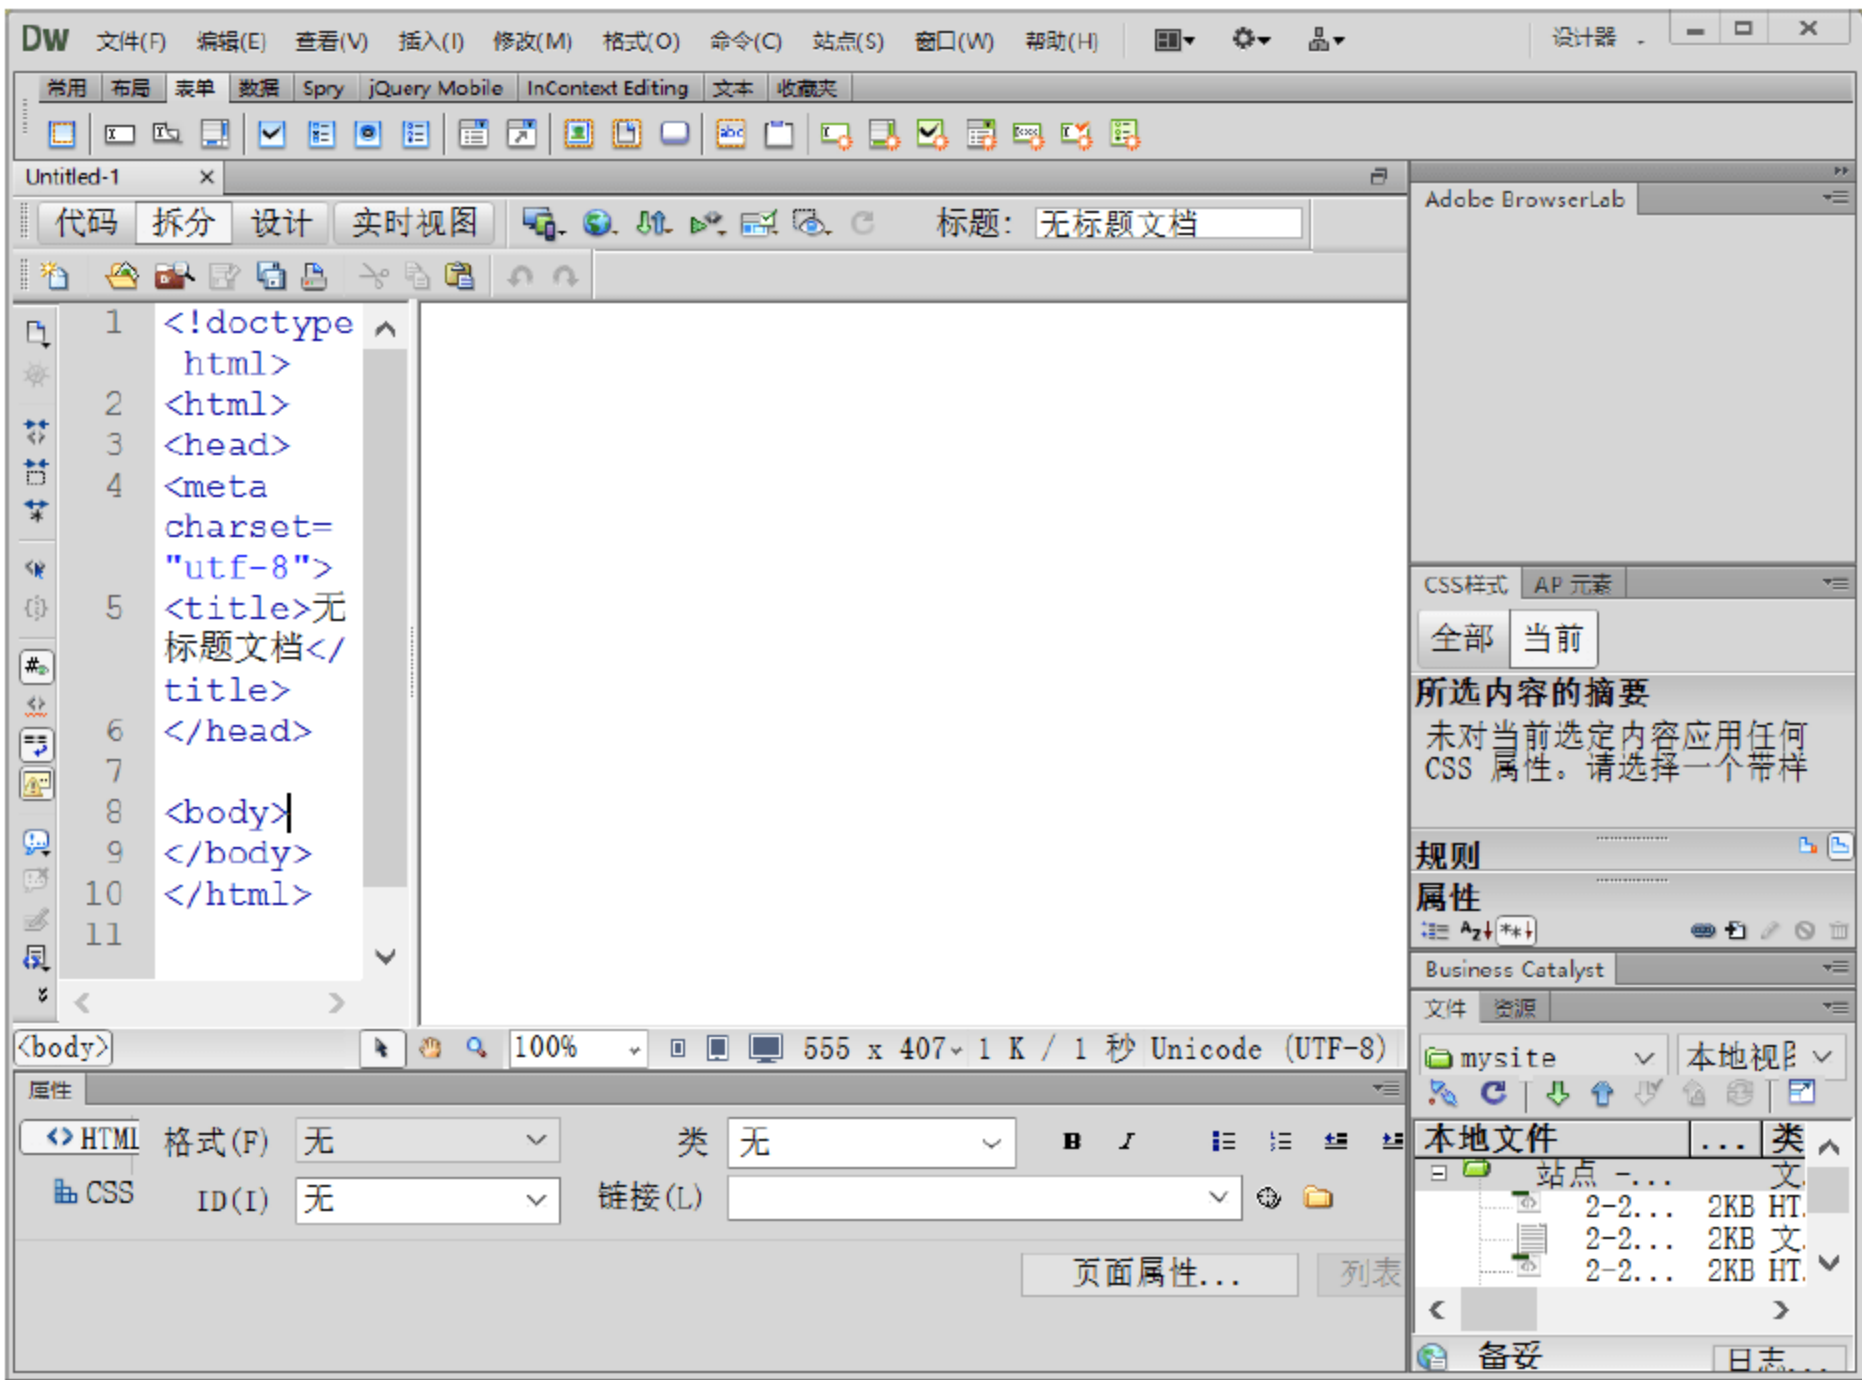 DW 文件(F) 编辑(E) 查看(V) 插入(I) 修改(M) 格式(O) 命令(C) 站点(S) 窗口(W) 帮助(H) 设计器
常用 布局 表单 数据 Spry jQuery Mobile InContext Editing 文本 收藏夹
Untitled-1
代码 拆分 设计 实时视图 标题: 无标题文档
1 <!doctype
html>
2 <html>
3 <head>
4 <meta
charset=
"utf-8">
5 <title>无
标题文档</
title>
6 </head>
7
8 <body>
9 </body>
10 </html>
11
<body> 100% 555 x 407 1 K / 1 秒 Unicode (UTF-8)
属性
<> HTML 格式(F) 无 类 无 B I
CSS ID(I) 无 链接(L)
页面属性... 列表
Adobe BrowserLab
CSS样式 AP 元素
全部 当前
所选内容的摘要
未对当前选定内容应用任何
CSS 属性。请选择一个带样
规则
属性
Business Catalyst
文件 资源
mysite 本地视
本地文件 ... 类
站点 -... 文
2-2... 2KB HT.
2-2... 2KB 文.
2-2... 2KB HT.
备妥 日志...